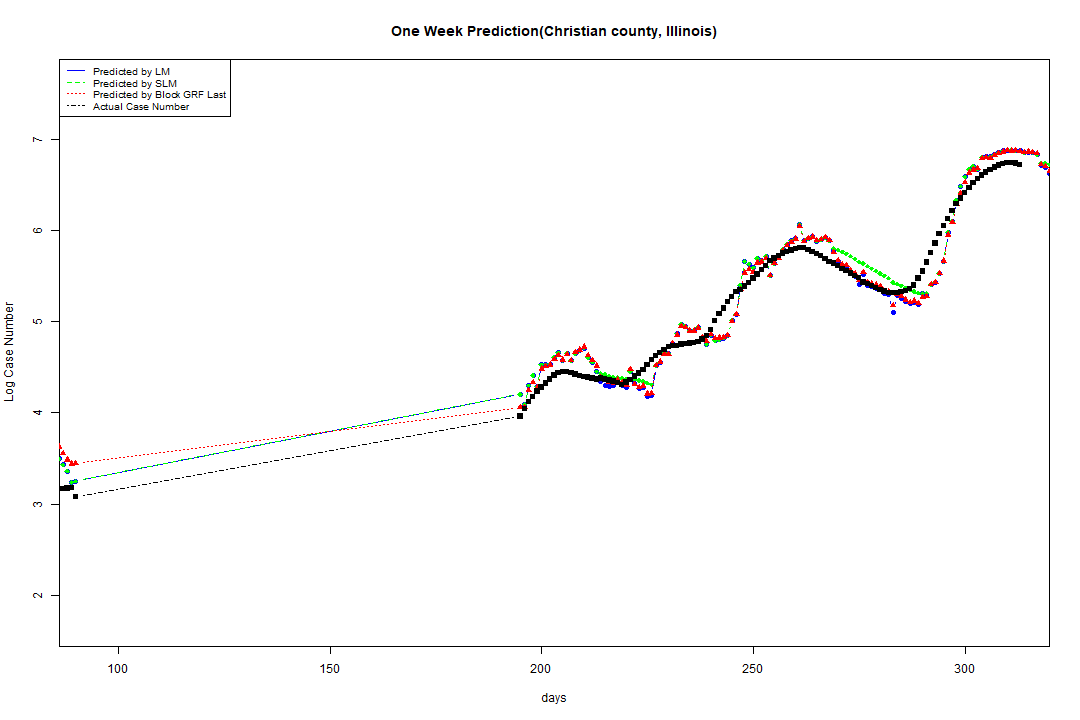 One Week Prediction(Christian county, Illinois)
Predicted by LM
Predicted by SLM
Predicted by Block GRF Last
Actual Case Number
7
6
5
4
3
2
Log Case Number
100
150
200
250
300
days